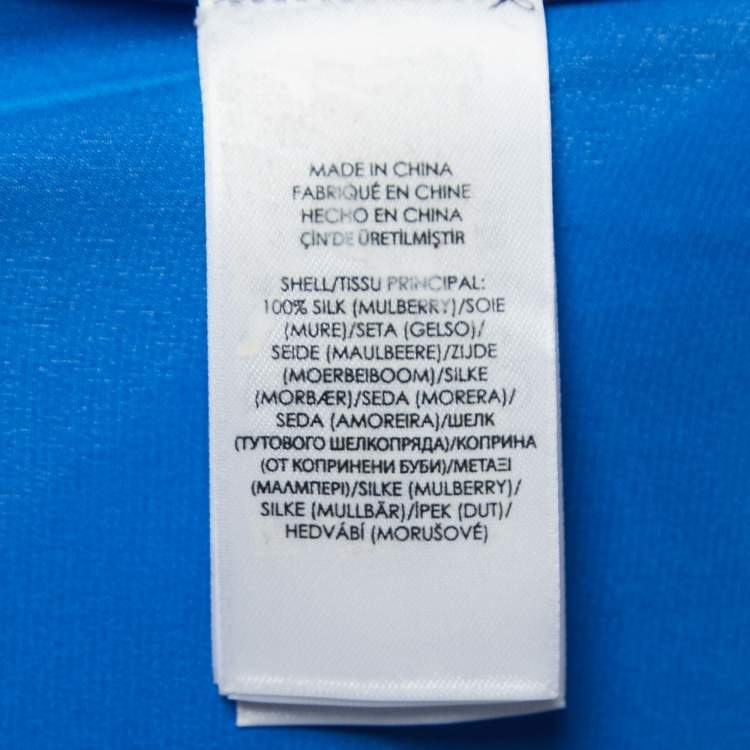 MADE IN CHINA
FABRIQUÉ EN CHINE
HECHO EN CHINA
ÇİN'DE ÜRETİLMİŞTİR
SHELL/TISSU PRINCIPAL:
100% SILK (MULBERRY)/SOIE
(MURE)/SETA (GELSO)/
SEIDE (MAULBEERE)/ZIJDE
(MOERBEIBOOM)/SILKE
(MORBÆR)/SEDA (MORERA)/
SEDA (AMOREIRA)/ШЕЛК
(ТУТОВОГО ШЕЛКОПРЯДА)/КОПРИНА
(ОТ КОПРИНЕНИ БУБИ)/ΜΕΤΑΞΙ
(ΜΑΛΜΠΕΡΙ)/SILKE (MULBERRY)/
SILKE (MULLBÄR)/İPEK (DUT)/
HEDVÁBÍ (MORUŠOVÉ)